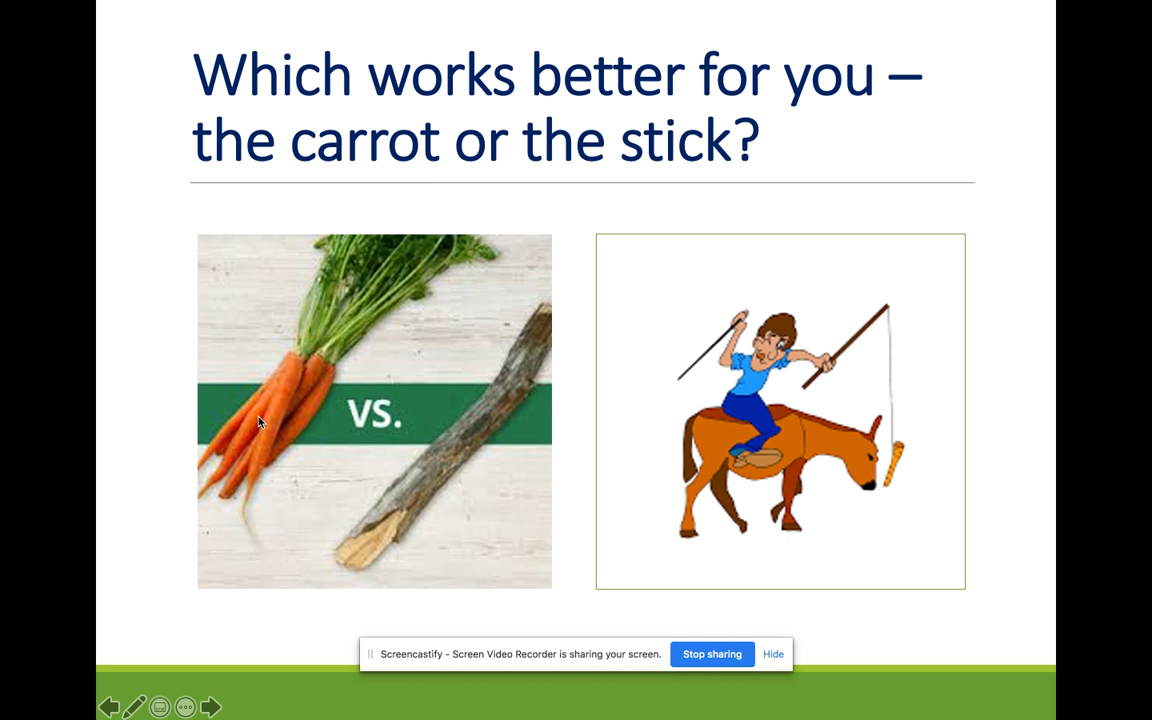 Which works better for you –
the carrot or the stick?
VS.
Screencastify - Screen Video Recorder is sharing your screen.
Stop sharing
Hide